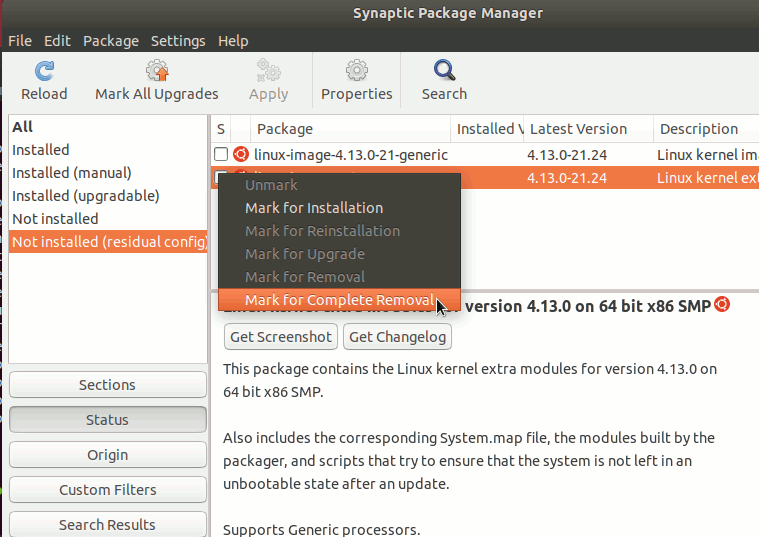 Synaptic Package Manager
File Edit Package Settings Help
Reload Mark All Upgrades Apply Properties Search
All
Installed
Installed (manual)
Installed (upgradable)
Not installed
Not installed (residual config)
S Package Installed V Latest Version Description
linux-image-4.13.0-21-generic 4.13.0-21.24 Linux kernel im
4.13.0-21.24 Linux kernel ext
Unmark
Mark for Installation
Mark for Reinstallation
Mark for Upgrade
Mark for Removal
Mark for Complete Removal
version 4.13.0 on 64 bit x86 SMP
Get Screenshot Get Changelog
This package contains the Linux kernel extra modules for version 4.13.0 on
64 bit x86 SMP.
Also includes the corresponding System.map file, the modules built by the
packager, and scripts that try to ensure that the system is not left in an
unbootable state after an update.
Supports Generic processors.
Sections
Status
Origin
Custom Filters
Search Results